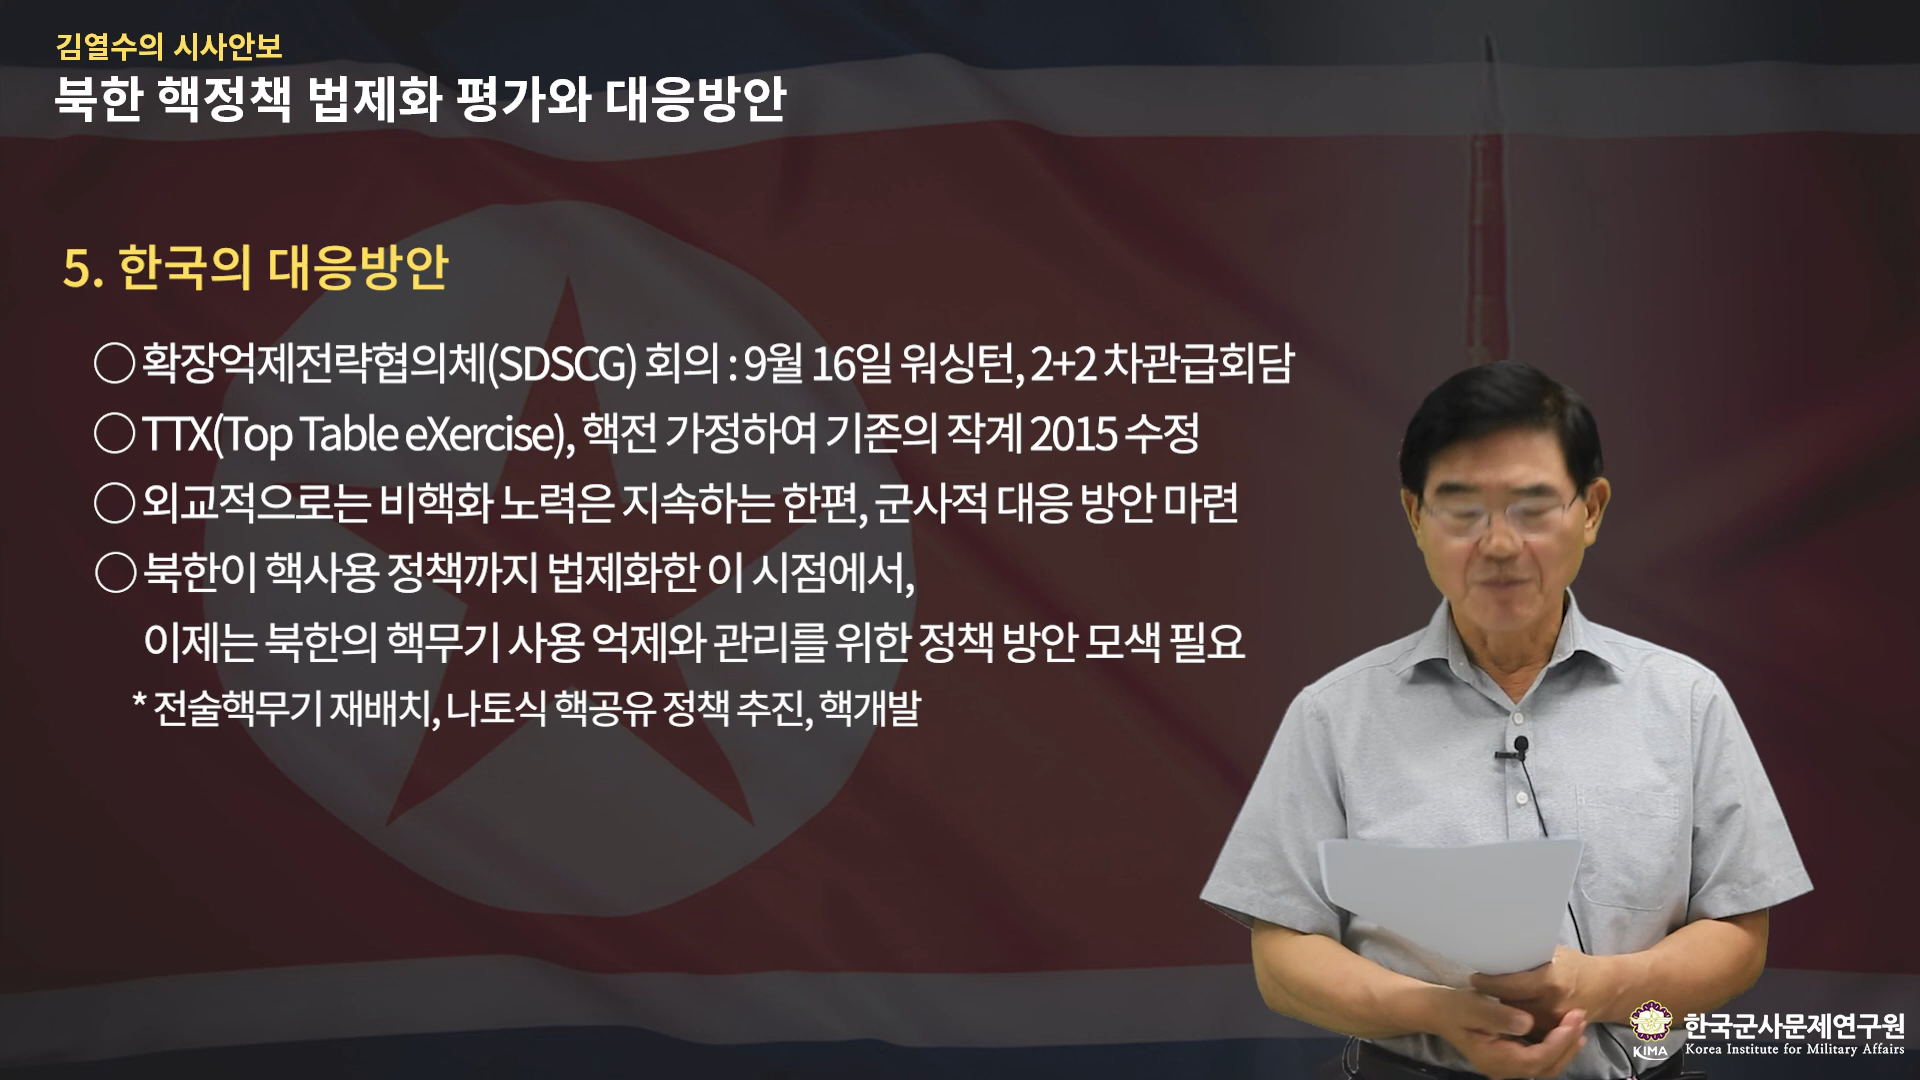 김열수의 시사안보
북한 핵정책 법제화 평가와 대응방안
5. 한국의 대응방안
○ 확장억제전략협의체(SDSCG) 회의 : 9월 16일 워싱턴, 2+2 차관급회담
○ TTX(Top Table eXercise), 핵전 가정하여 기존의 작계 2015 수정
○ 외교적으로는 비핵화 노력은 지속하는 한편, 군사적 대응 방안 마련
○ 북한이 핵사용 정책까지 법제화한 이 시점에서,
이제는 북한의 핵무기 사용 억제와 관리를 위한 정책 방안 모색 필요
* 전술핵무기 재배치, 나토식 핵공유 정책 추진, 핵개발
KIMA
한국군사문제연구원
Korea Institute for Military Affairs